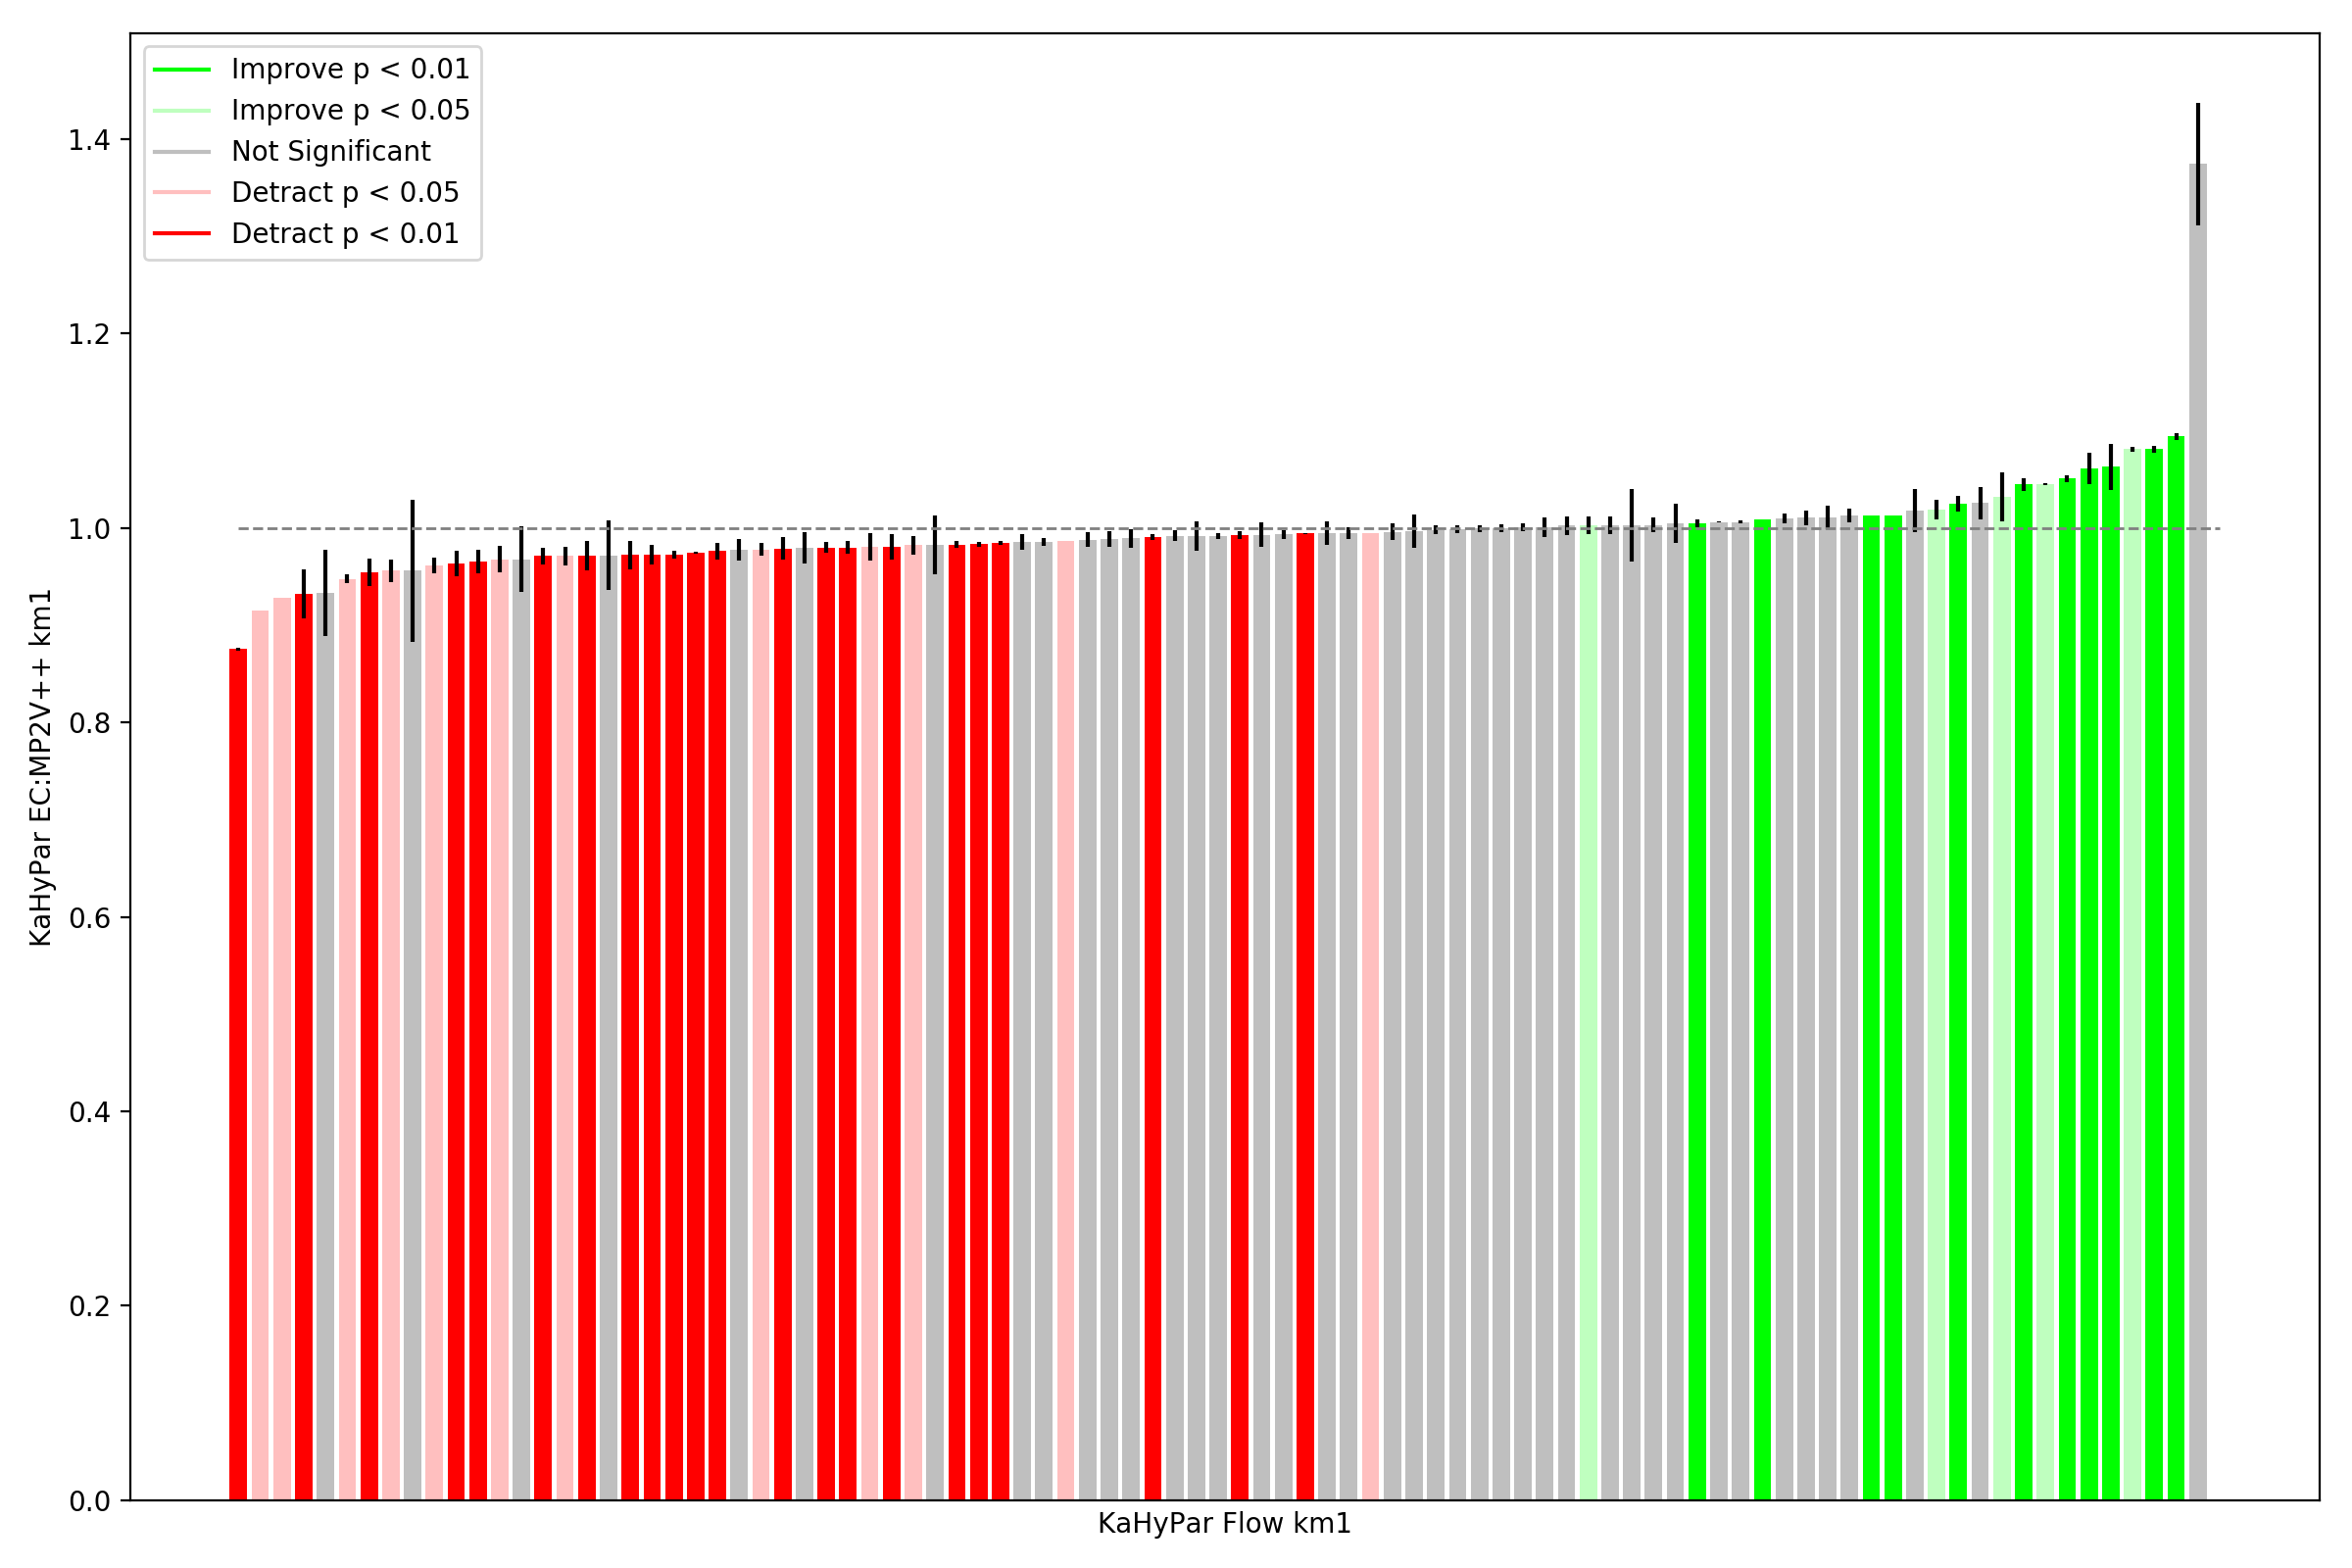 Improve p < 0.01
Improve p < 0.05
Not Significant
Detract p < 0.05
Detract p < 0.01
1.4
1.2
1.0
0.8
0.6
0.4
0.2
0.0
KaHyPar EC:MP2V++ km1
KaHyPar Flow km1